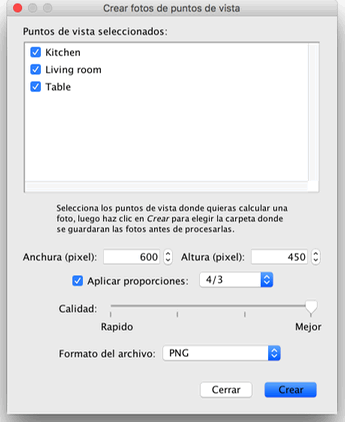 Crear fotos de puntos de vista
Puntos de vista seleccionados:
Kitchen
Living room
Table
Selecciona los puntos de vista donde quieras calcular una
foto, luego haz clic en Crear para elegir la carpeta donde
se guardaran las fotos antes de procesarlas.
Anchura (pixel): 600 Altura (pixel): 450
Aplicar proporciones: 4/3
Calidad:
Rapido Mejor
Formato del archivo: PNG
Cerrar Crear